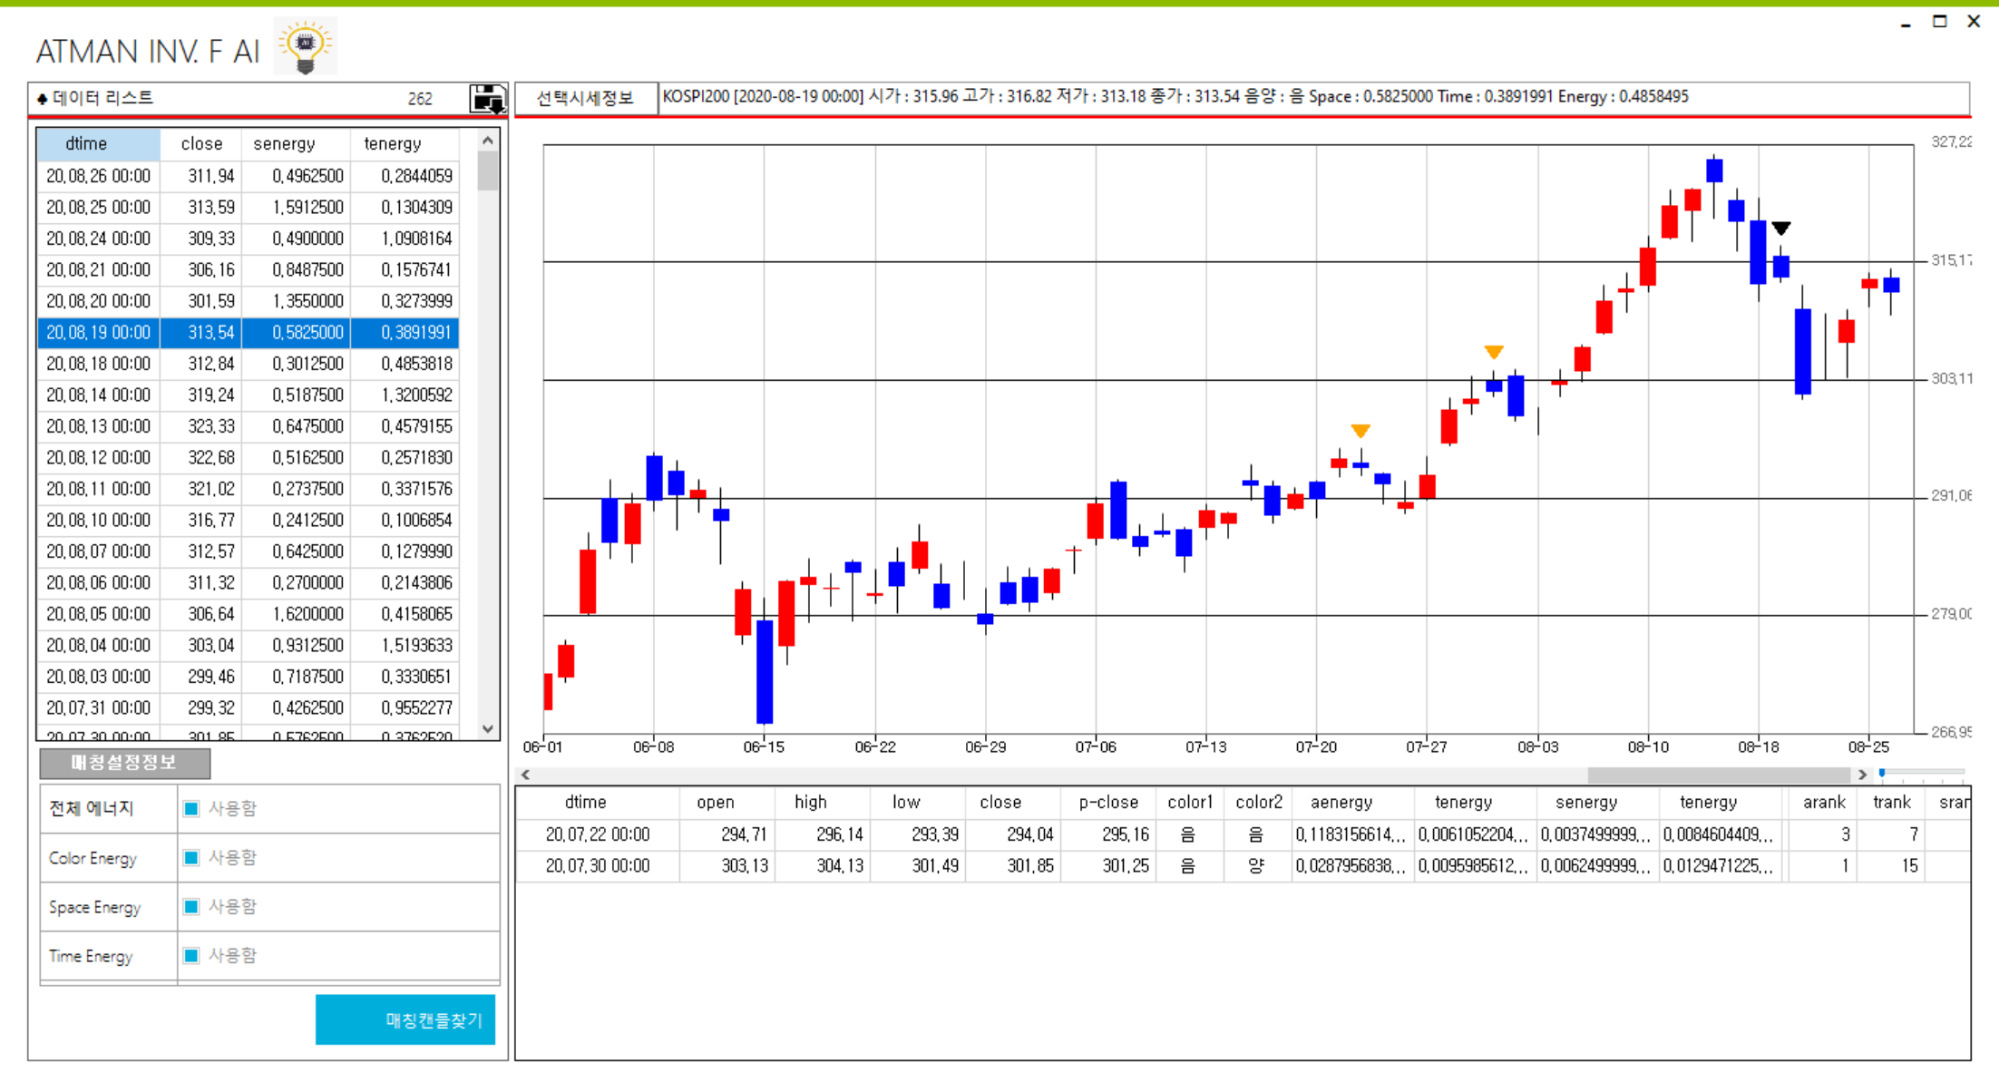 ATMAN INV. F AI
♠ 데이터 리스트 262
선택시세정보 KOSPI200 [2020-08-19 00:00] 시가 : 315.96 고가 : 316.82 저가 : 313.18 종가 : 313.54 음양 : 음 Space : 0.5825000 Time : 0.3891991 Energy : 0.4858495
dtime close senergy tenergy
20,08,26 00:00 311,94 0,4962500 0,2844059
20,08,25 00:00 313,59 1,5912500 0,1304309
20,08,24 00:00 309,33 0,4900000 1,0908164
20,08,21 00:00 306,16 0,8487500 0,1576741
20,08,20 00:00 301,59 1,3550000 0,3273999
20,08,19 00:00 313,54 0,5825000 0,3891991
20,08,18 00:00 312,84 0,3012500 0,4853818
20,08,14 00:00 319,24 0,5187500 1,3200592
20,08,13 00:00 323,33 0,6475000 0,4579155
20,08,12 00:00 322,68 0,5162500 0,2571830
20,08,11 00:00 321,02 0,2737500 0,3371576
20,08,10 00:00 316,77 0,2412500 0,1006854
20,08,07 00:00 312,57 0,6425000 0,1279990
20,08,06 00:00 311,32 0,2700000 0,2143806
20,08,05 00:00 306,64 1,6200000 0,4158065
20,08,04 00:00 303,04 0,9312500 1,5193633
20,08,03 00:00 299,46 0,7187500 0,3330651
20,07,31 00:00 299,32 0,4262500 0,9552277
20,07,30 00:00 301,85 0,5762500 0,3762520
매칭설정정보
전체 에너지 사용함
Color Energy 사용함
Space Energy 사용함
Time Energy 사용함
매칭캔들찾기
327,22
315,17
303,11
291,06
279,00
266,95
06-01 06-08 06-15 06-22 06-29 07-06 07-13 07-20 07-27 08-03 08-10 08-18 08-25
dtime open high low close p-close color1 color2 aenergy tenergy senergy tenergy arank trank sran
20,07,22 00:00 294,71 296,14 293,39 294,04 295,16 음 음 0,1183156614,,, 0,0061052204,,, 0,0037499999,,, 0,0084604409,,, 3 7
20,07,30 00:00 303,13 304,13 301,49 301,85 301,25 음 양 0,0287956838,,, 0,0095985612,,, 0,0062499999,,, 0,0129471225,,, 1 15